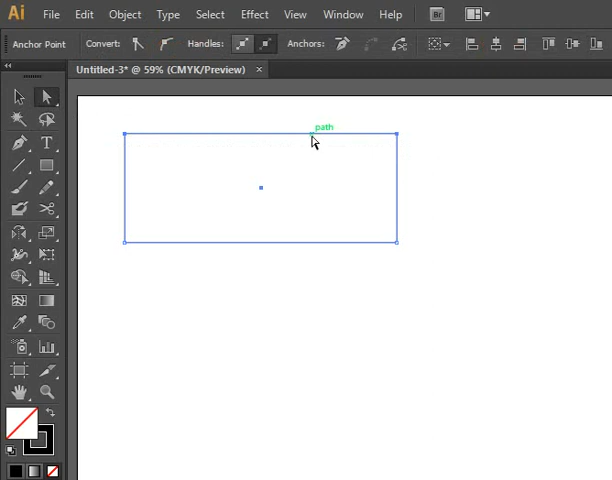 Ai File Edit Object Type Select Effect View Window Help Br
Anchor Point Convert: Handles: Anchors:
Untitled-3* @ 59% (CMYK/Preview) ×
path
T